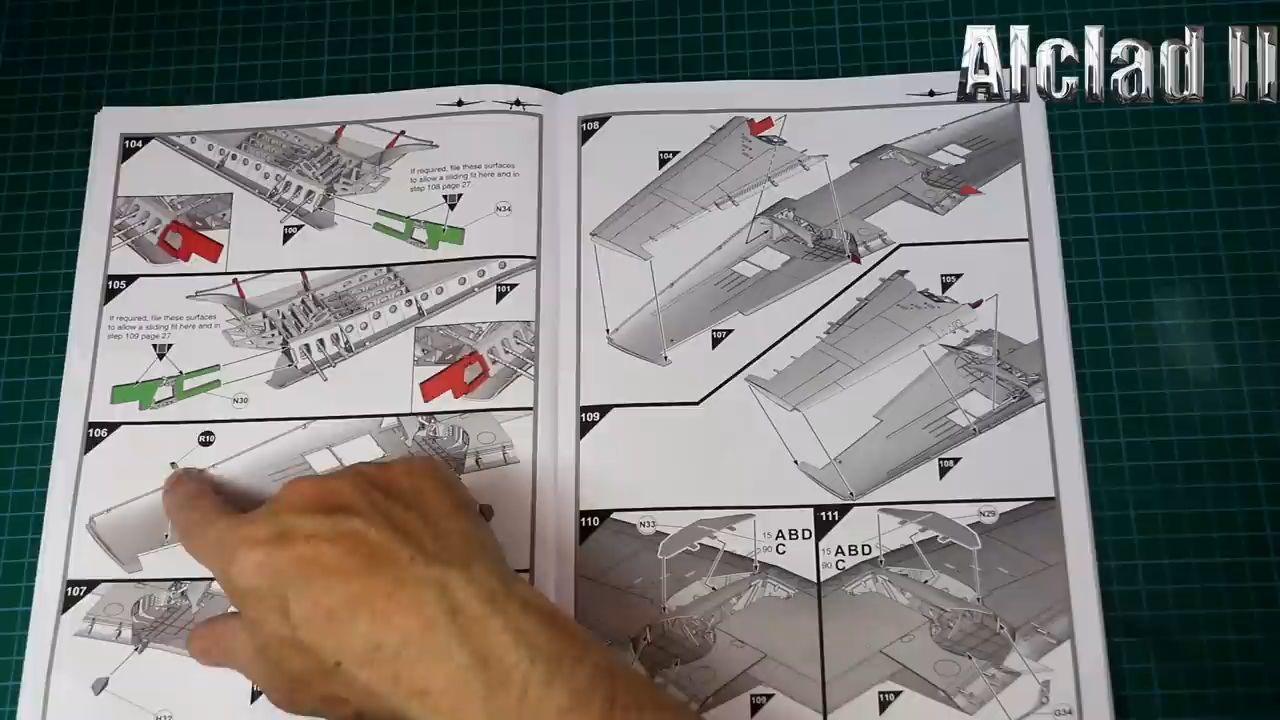 Alclad II
104
If required, file these surfaces
to allow a sliding fit here and in
step 108 page 27
N34
100
105
101
If required, file these surfaces
to allow a sliding fit here and in
step 109 page 27
N30
106
R10
107
108
104
107
105
109
108
110
N33
15 ABD
90 C
109
111
N29
15 ABD
90 C
110
G34